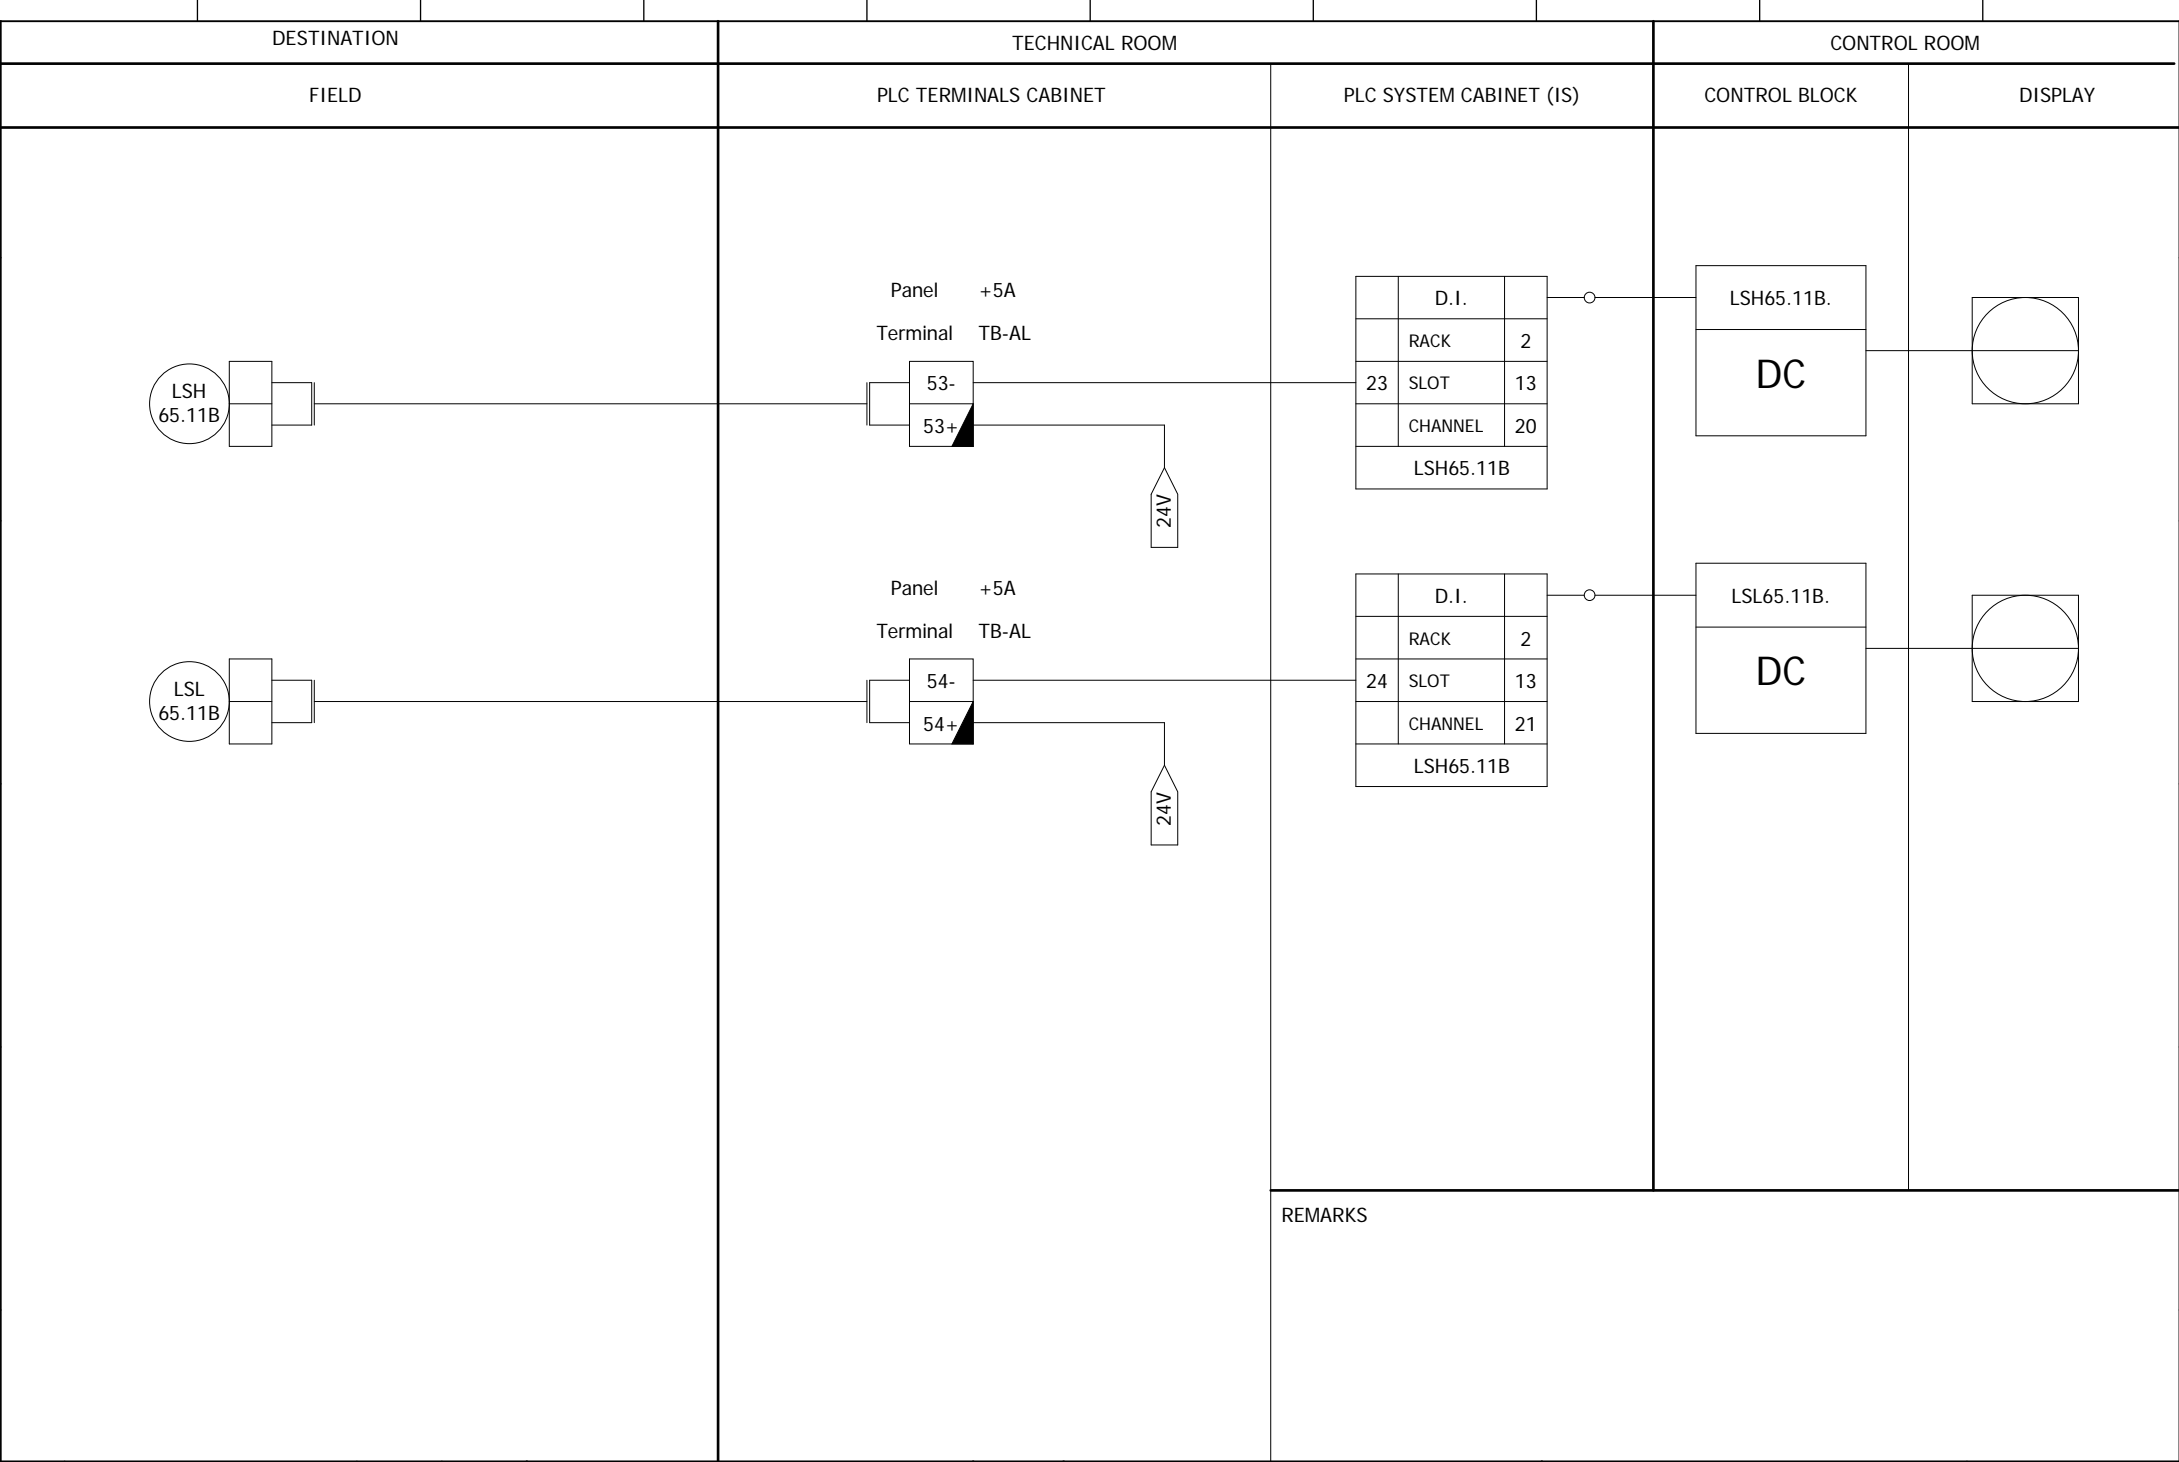 DESTINATION
TECHNICAL ROOM
CONTROL ROOM
FIELD
PLC TERMINALS CABINET
PLC SYSTEM CABINET (IS)
CONTROL BLOCK
DISPLAY
LSH
65.11B
Panel +5A
Terminal TB-AL
53-
53+
24V
D.I.
RACK 2
23 SLOT 13
CHANNEL 20
LSH65.11B
LSH65.11B.
DC
LSL
65.11B
Panel +5A
Terminal TB-AL
54-
54+
24V
D.I.
RACK 2
24 SLOT 13
CHANNEL 21
LSH65.11B
LSL65.11B.
DC
REMARKS